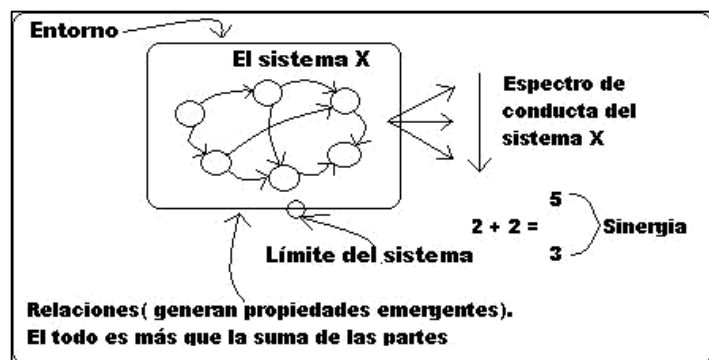 Entorno
El sistema X
Espectro de
conducta del
sistema X
5
2 + 2 =
Sinergia
3
Límite del sistema
Relaciones( generan propiedades emergentes).
El todo es más que la suma de las partes